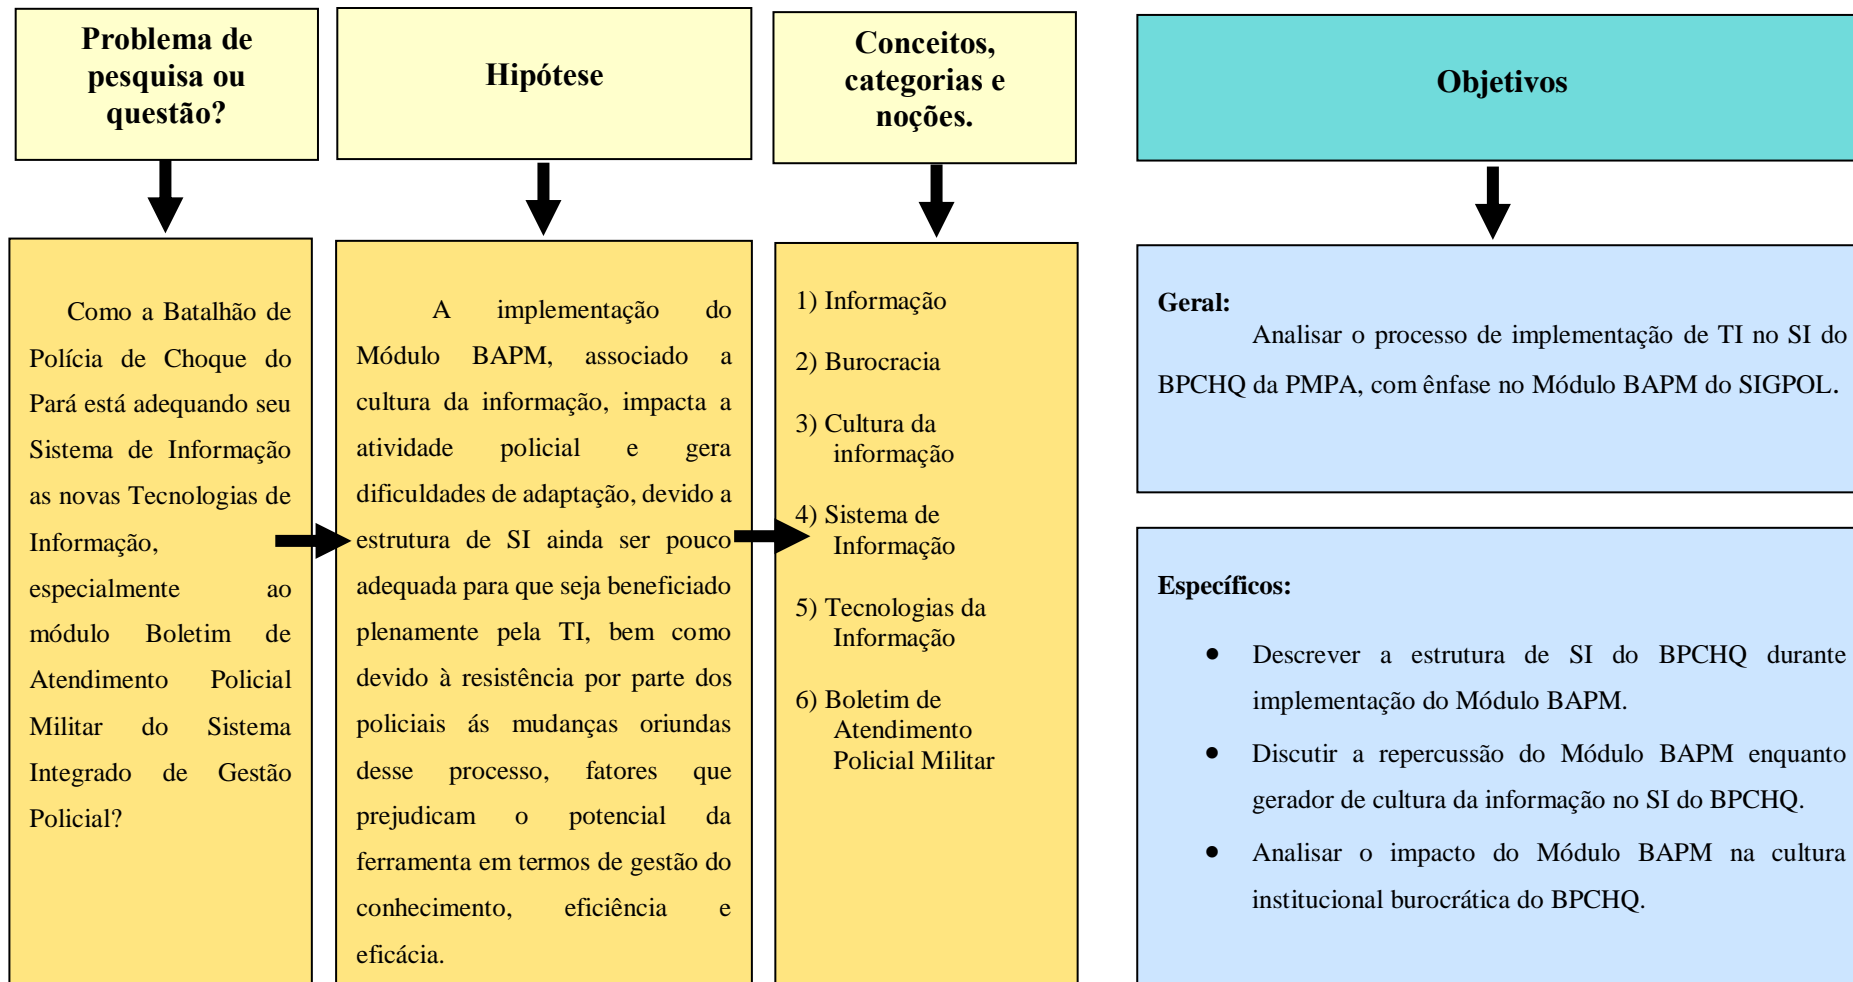 Problema de
pesquisa ou
questão?
Hipótese
Conceitos,
categorias e
noções.
Objetivos
Como a Batalhão de
Polícia de Choque do
Pará está adequando seu
Sistema de Informação
as novas Tecnologias de
Informação,
especialmente ao
módulo Boletim de
Atendimento Policial
Militar do Sistema
Integrado de Gestão
Policial?
A implementação do
Módulo BAPM, associado a
cultura da informação, impacta a
atividade policial e gera
dificuldades de adaptação, devido a
estrutura de SI ainda ser pouco
adequada para que seja beneficiado
plenamente pela TI, bem como
devido à resistência por parte dos
policiais ás mudanças oriundas
desse processo, fatores que
prejudicam o potencial da
ferramenta em termos de gestão do
conhecimento, eficiência e
eficácia.
1) Informação
2) Burocracia
3) Cultura da
informação
4) Sistema de
Informação
5) Tecnologias da
Informação
6) Boletim de
Atendimento
Policial Militar
Geral:
Analisar o processo de implementação de TI no SI do
BPCHQ da PMPA, com ênfase no Módulo BAPM do SIGPOL.
Específicos:
• Descrever a estrutura de SI do BPCHQ durante
implementação do Módulo BAPM.
• Discutir a repercussão do Módulo BAPM enquanto
gerador de cultura da informação no SI do BPCHQ.
• Analisar o impacto do Módulo BAPM na cultura
institucional burocrática do BPCHQ.